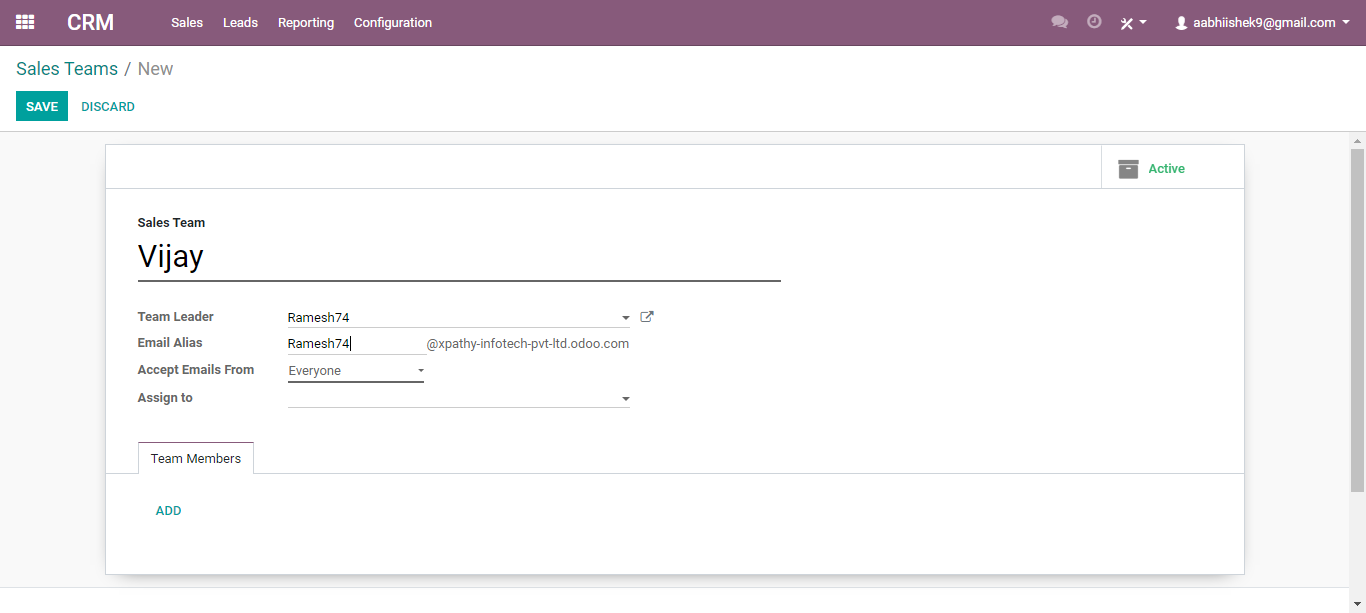 CRM Sales Leads Reporting Configuration aabhiishek9@gmail.com
Sales Teams / New
SAVE DISCARD
Active
Sales Team
Vijay
Team Leader Ramesh74
Email Alias Ramesh74 @xpathy-infotech-pvt-ltd.odoo.com
Accept Emails From Everyone
Assign to
Team Members
ADD